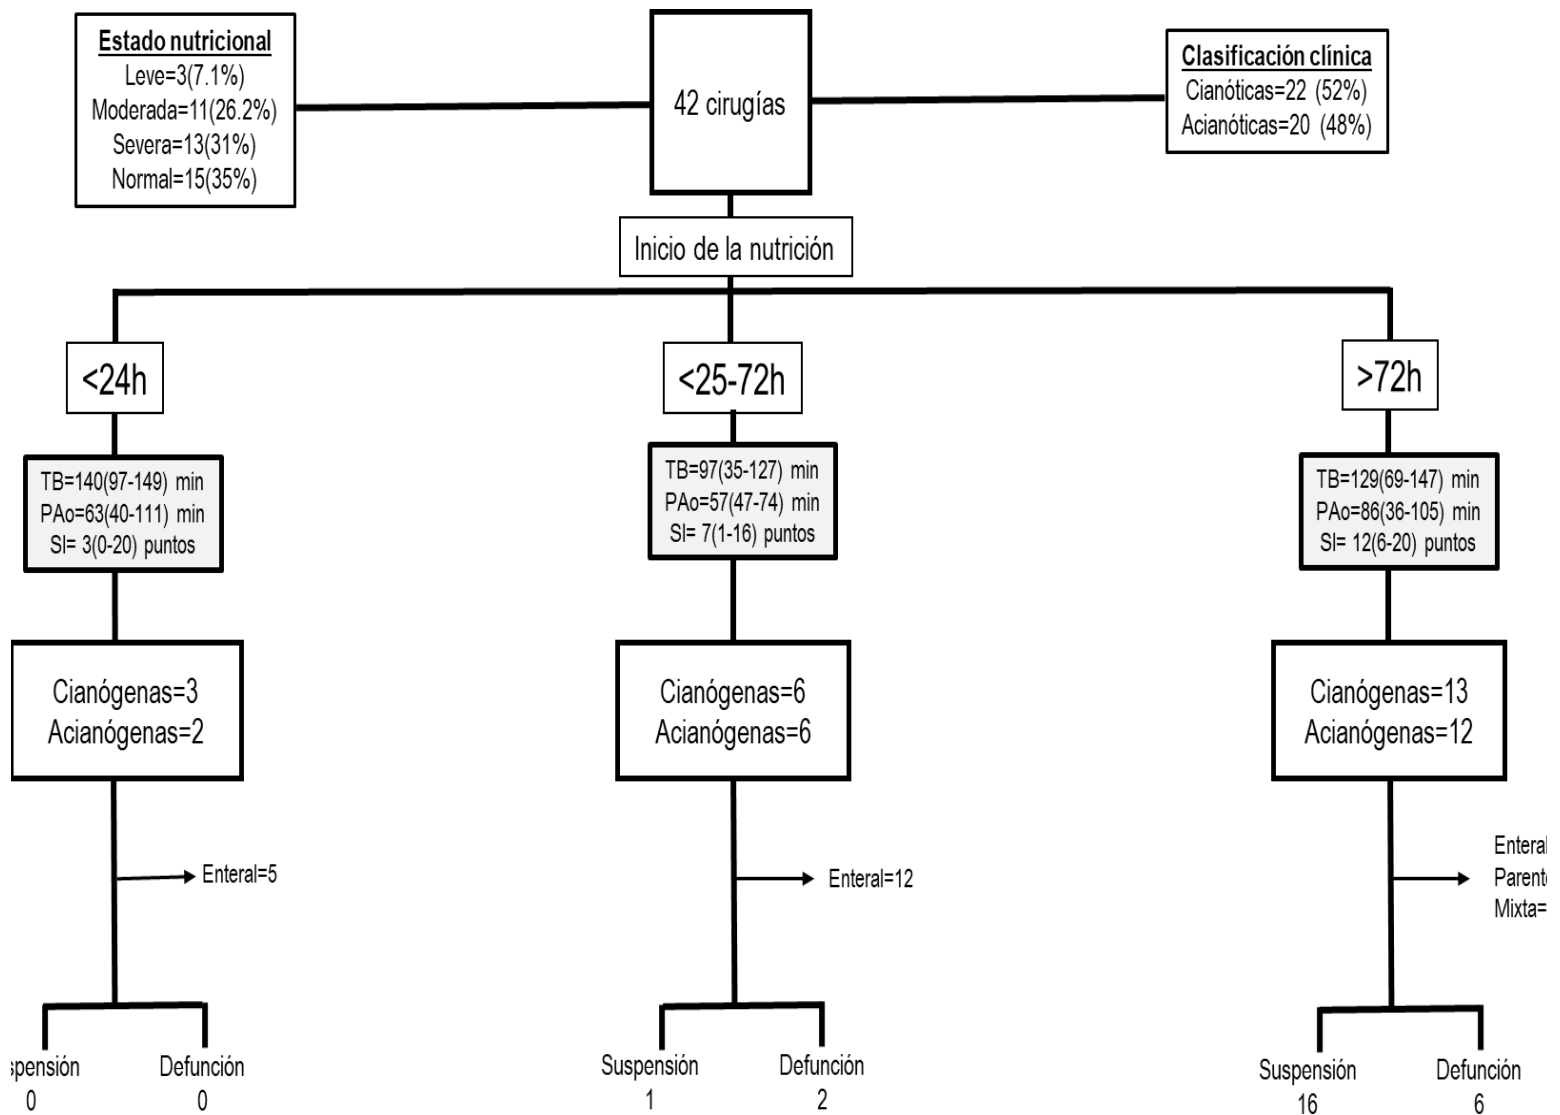 Estado nutricional
Leve=3(7.1%)
Moderada=11(26.2%)
Severa=13(31%)
Normal=15(35%)
42 cirugías
Clasificación clínica
Cianóticas=22 (52%)
Acianóticas=20 (48%)
Inicio de la nutrición
<24h
<25-72h
>72h
TB=140(97-149) min
PAo=63(40-111) min
SI= 3(0-20) puntos
TB=97(35-127) min
PAo=57(47-74) min
SI= 7(1-16) puntos
TB=129(69-147) min
PAo=86(36-105) min
SI= 12(6-20) puntos
Cianógenas=3
Acianógenas=2
Cianógenas=6
Acianógenas=6
Cianógenas=13
Acianógenas=12
Enteral=5
Enteral=12
Enteral
Parent
Mixta=
spensión
0
Defunción
0
Suspensión
1
Defunción
2
Suspensión
16
Defunción
6